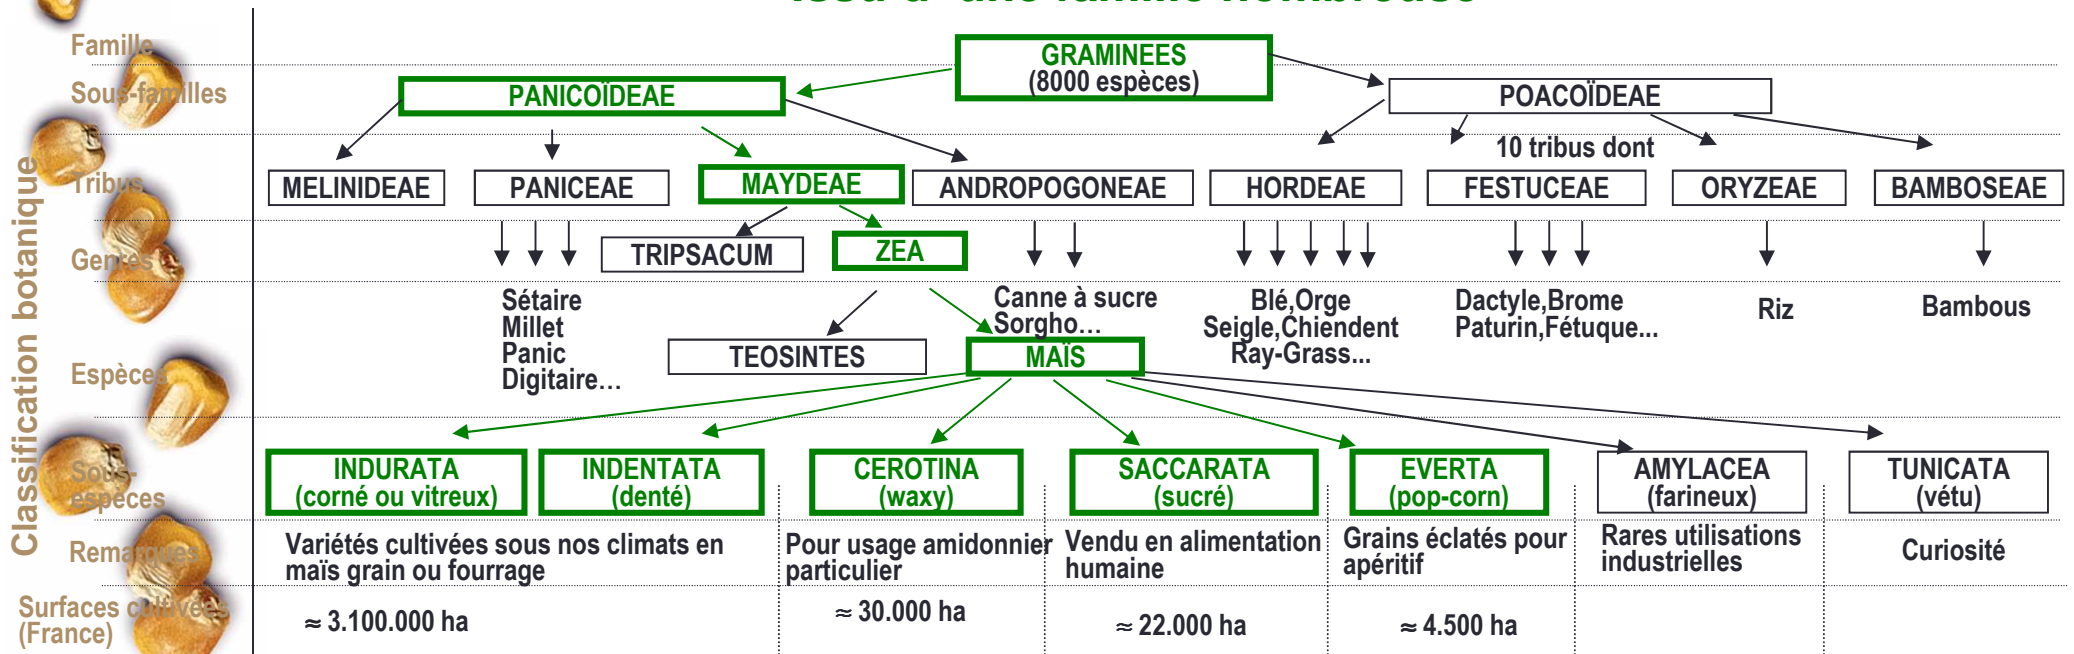 Issu d' une famille nombreuse
Classification botanique
Famille
GRAMINEES
(8000 espèces)
Sous-familles
PANICOÏDEAE
POACOÏDEAE
10 tribus dont
Tribus
MELINIDEAE
PANICEAE
MAYDEAE
ANDROPOGONEAE
HORDEAE
FESTUCEAE
ORYZEAE
BAMBOSEAE
Genres
TRIPSACUM
ZEA
Sétaire
Millet
Panic
Digitaire…
Canne à sucre
Sorgho…
Blé,Orge
Seigle,Chiendent
Ray-Grass...
Dactyle,Brome
Paturin,Fétuque...
Riz
Bambous
Espèces
TEOSINTES
MAÏS
Sous-
espèces
INDURATA
(corné ou vitreux)
INDENTATA
(denté)
CEROTINA
(waxy)
SACCARATA
(sucré)
EVERTA
(pop-corn)
AMYLACEA
(farineux)
TUNICATA
(vétu)
Remarques
Variétés cultivées sous nos climats en
maïs grain ou fourrage
Pour usage amidonnier
particulier
Vendu en alimentation
humaine
Grains éclatés pour
apéritif
Rares utilisations
industrielles
Curiosité
Surfaces cultivées
(France)
≈ 3.100.000 ha
≈ 30.000 ha
≈ 22.000 ha
≈ 4.500 ha